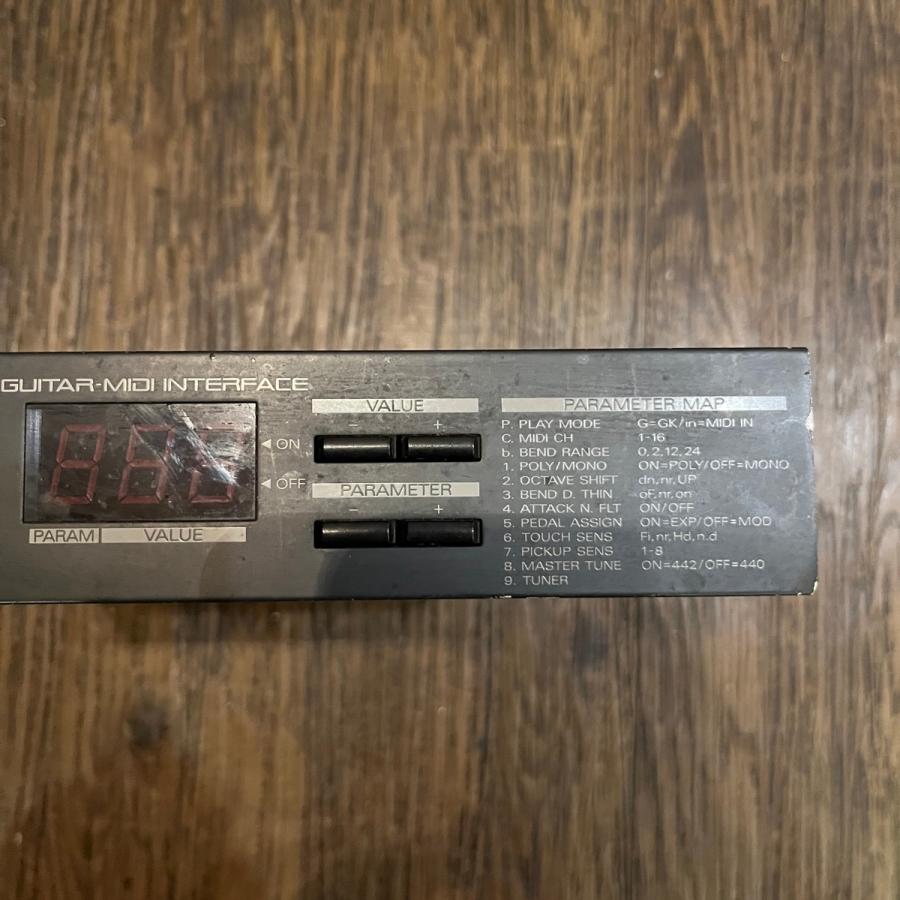 GUITAR-MIDI INTERFACE
◀ ON
◀ OFF
PARAM VALUE
VALUE
− +
PARAMETER
− +
PARAMETER MAP
P. PLAY MODE G=GK/in=MIDI IN
C. MIDI CH 1-16
b. BEND RANGE 0,2,12,24
1. POLY/MONO ON=POLY/OFF=MONO
2. OCTAVE SHIFT dn,nr,UP
3. BEND D. THIN oF,nr,on
4. ATTACK N. FLT ON/OFF
5. PEDAL ASSIGN ON=EXP/OFF=MOD
6. TOUCH SENS Fi,nr,Hd,n.d
7. PICKUP SENS 1-8
8. MASTER TUNE ON=442/OFF=440
9. TUNER